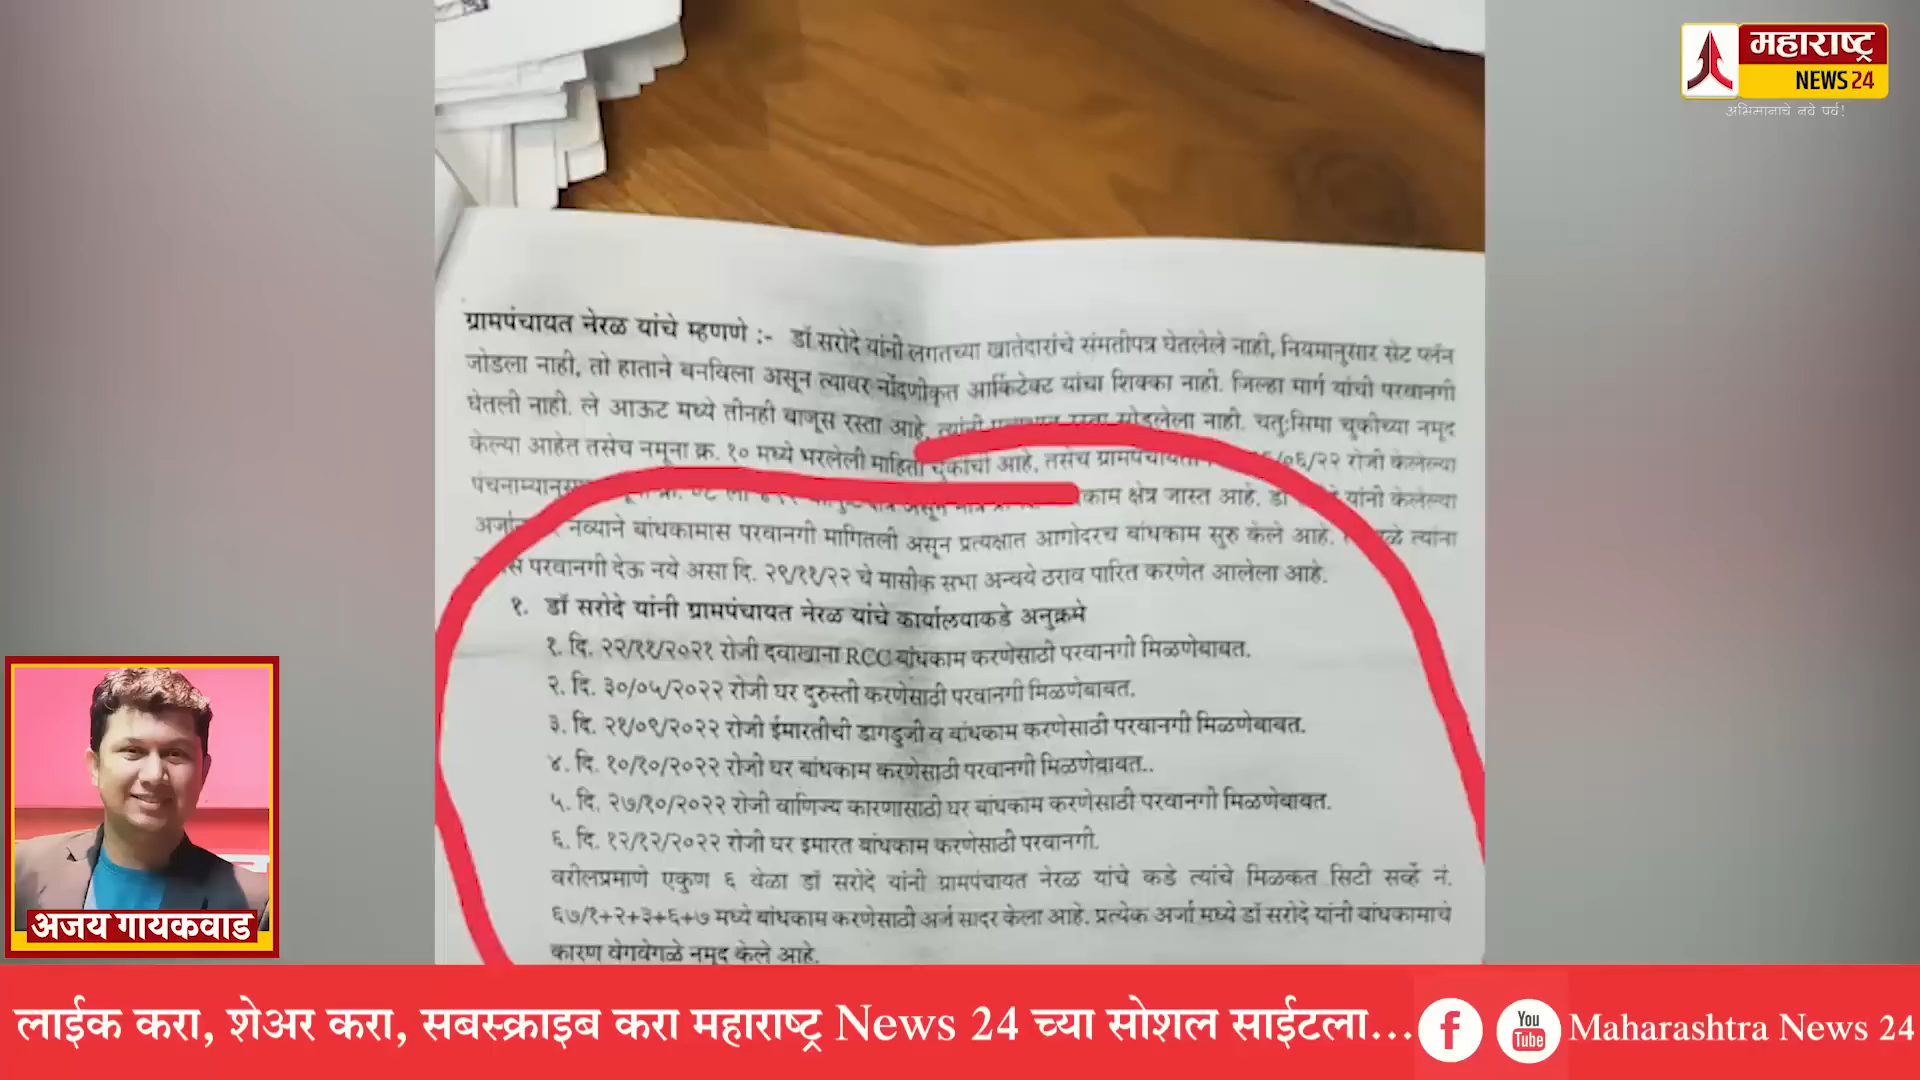 महाराष्ट्र
NEWS 24
अभिमानाचे नवे पर्व!
ग्रामपंचायत नेरळ यांचे म्हणणे :- डॉ सरोदे यांनी लगतच्या खातेदारांचे संमतीपत्र घेतलेले नाही, नियमानुसार सेट प्लॅन
जोडला नाही, तो हाताने बनविला असून त्यावर नोंदणीकृत आर्किटेक्ट यांचा शिक्का नाही. जिल्हा मार्ग यांची परवानगी
घेतली नाही. ले आऊट मध्ये तीनही बाजूस रस्ता आहे, त्यांनी रस्ता सोडलेला नाही. चतुःसिमा चुकीच्या नमूद
केल्या आहेत तसेच नमूना क्र. १० मध्ये भरलेली माहिती चुकीची आहे, तसेच ग्रामपंचायती /०६/२२ रोजी केलेल्या
क्षेत्र जास्त आहे. यांनी केलेल्या
नव्याने बांधकामास परवानगी मागितली असून प्रत्यक्षात आगोदरच बांधकाम सुरु केले आहे. त्यांना
परवानगी देऊ नये असा दि. २९/११/२२ चे मासीक सभा अन्वये ठराव पारित करणेत आलेला आहे.
१. डॉ सरोदे यांनी ग्रामपंचायत नेरळ यांचे कार्यालयाकडे अनुक्रमे
१. दि. २२/११/२०२१ रोजी दवाखाना RCC बांधकाम करणेसाठी परवानगी मिळणेबाबत.
२. दि. ३०/०५/२०२२ रोजी घर दुरुस्ती करणेसाठी परवानगी मिळणेबाबत.
३. दि. २१/०९/२०२२ रोजी ईमारतीची डागडुजी व बांधकाम करणेसाठी परवानगी मिळणेबाबत.
४. दि. १०/१०/२०२२ रोजी घर बांधकाम करणेसाठी परवानगी मिळणेबाबत..
५. दि. २७/१०/२०२२ रोजी वाणिज्य कारणासाठी घर बांधकाम करणेसाठी परवानगी मिळणेबाबत.
६. दि. १२/१२/२०२२ रोजी घर इमारत बांधकाम करणेसाठी परवानगी.
वरीलप्रमाणे एकुण ६ वेळा डॉ सरोदे यांनी ग्रामपंचायत नेरळ यांचे कडे त्यांचे मिळकत सिटी सर्व्हे नं.
६७/१+२+३+६+७ मध्ये बांधकाम करणेसाठी अर्ज सादर केला आहे. प्रत्येक अर्जा मध्ये डॉ सरोदे यांनी बांधकामाचे
कारण वेगवेगळे नमूद केले आहे.
अजय गायकवाड
लाईक करा, शेअर करा, सबस्क्राइब करा महाराष्ट्र News 24 च्या सोशल साईटला... f You Tube Maharashtra News 24